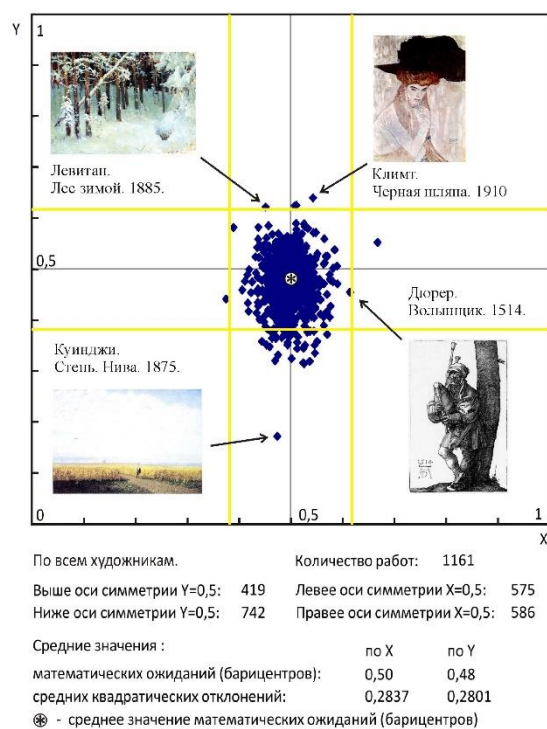 Y
1
Левитан.
Лес зимой. 1885.
Климт.
Черная шляпа. 1910
0,5
Дюрер.
Волынщик. 1514.
Куинджи.
Степь. Нива. 1875.
1514
0
0,5
1
X
По всем художникам.
Количество работ: 1161
Выше оси симметрии Y=0,5: 419
Левее оси симметрии X=0,5: 575
Ниже оси симметрии Y=0,5: 742
Правее оси симметрии X=0,5: 586
Средние значения :
по X по Y
математических ожиданий (барицентров): 0,50 0,48
средних квадратических отклонений: 0,2837 0,2801
- среднее значение математических ожиданий (барицентров)